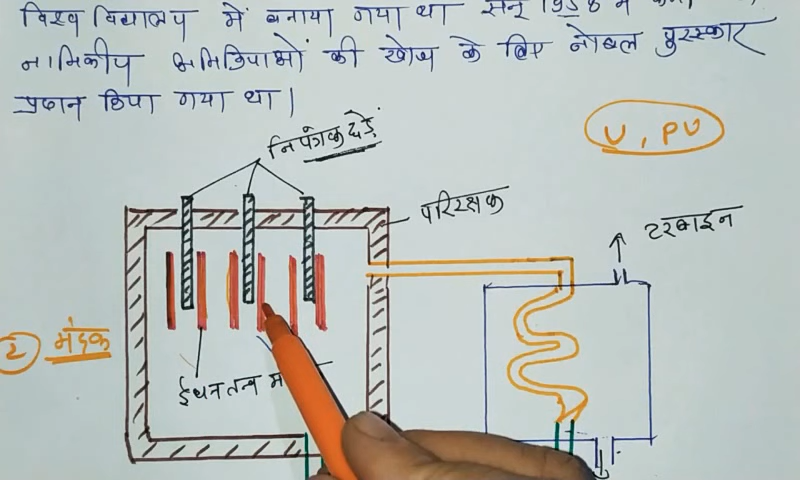 विश्व विद्यालय में बनाया गया था सन् 1938 में
नाभिकीय अभिक्रियाओं की खोज के लिए नोबल पुरस्कार
प्रदान किया गया था।
U, PU
नियंत्रक छड़ें
परिरक्षक
टरबाइन
2 मंदक
ईंधन तत्व